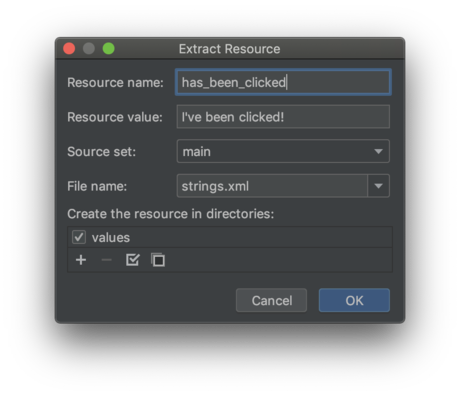 Extract Resource
Resource name: has_been_clicked
Resource value: I've been clicked!
Source set: main
File name: strings.xml
Create the resource in directories:
values
Cancel OK